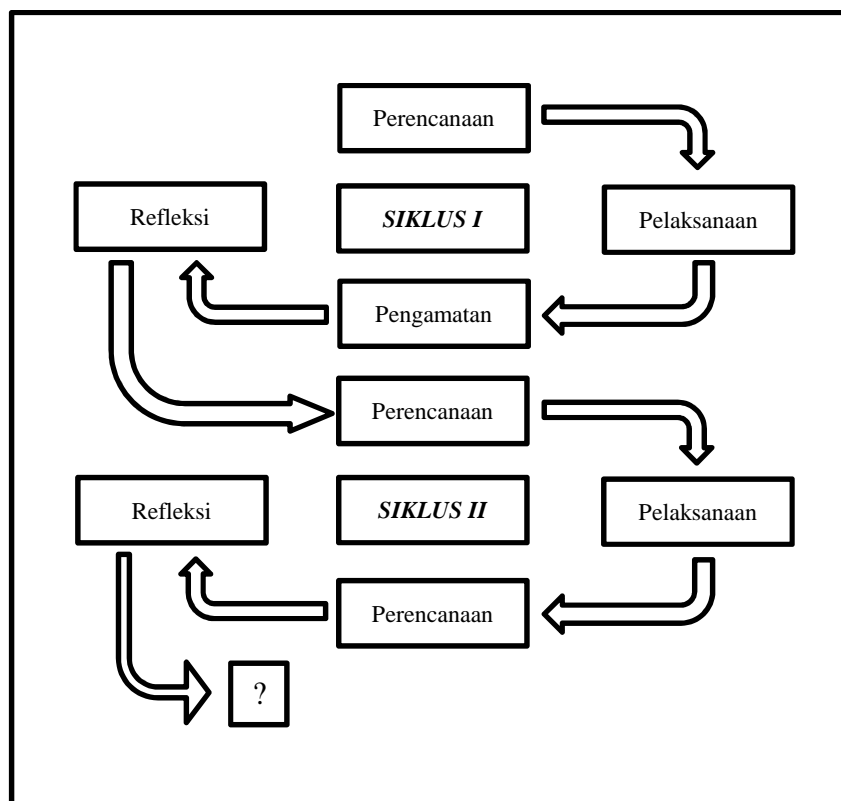 Perencanaan
Refleksi
SIKLUS I
Pelaksanaan
Pengamatan
Perencanaan
Refleksi
SIKLUS II
Pelaksanaan
Perencanaan
?